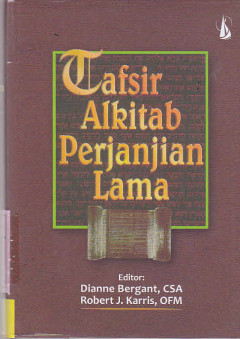 Tafsir
Alkitab
Perjanjian
Lama
Editor:
Dianne Bergant, CSA
Robert J. Karris, OFM